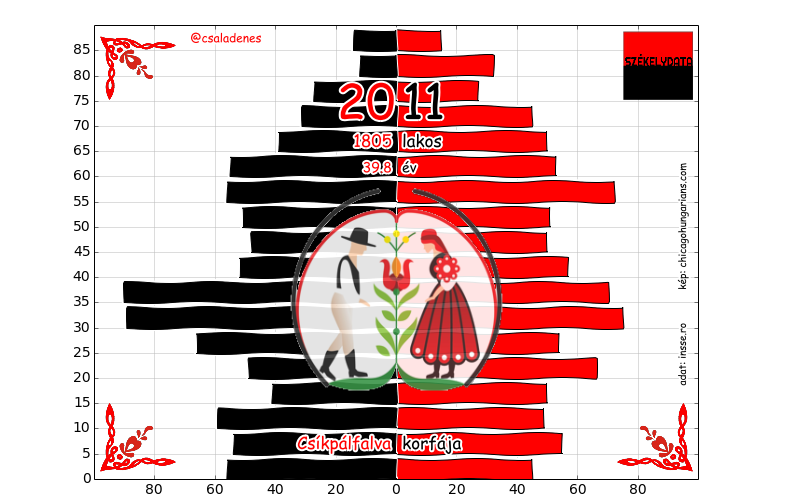 @csaladenes
SZÉKELYDATA
2011
1805 lakos
39.8 év
kép: chicagohungarians.com
adat: insse.ro
Csíkpálfalva korfája
85
80
75
70
65
60
55
50
45
40
35
30
25
20
15
10
5
0
80 60 40 20 0 20 40 60 80